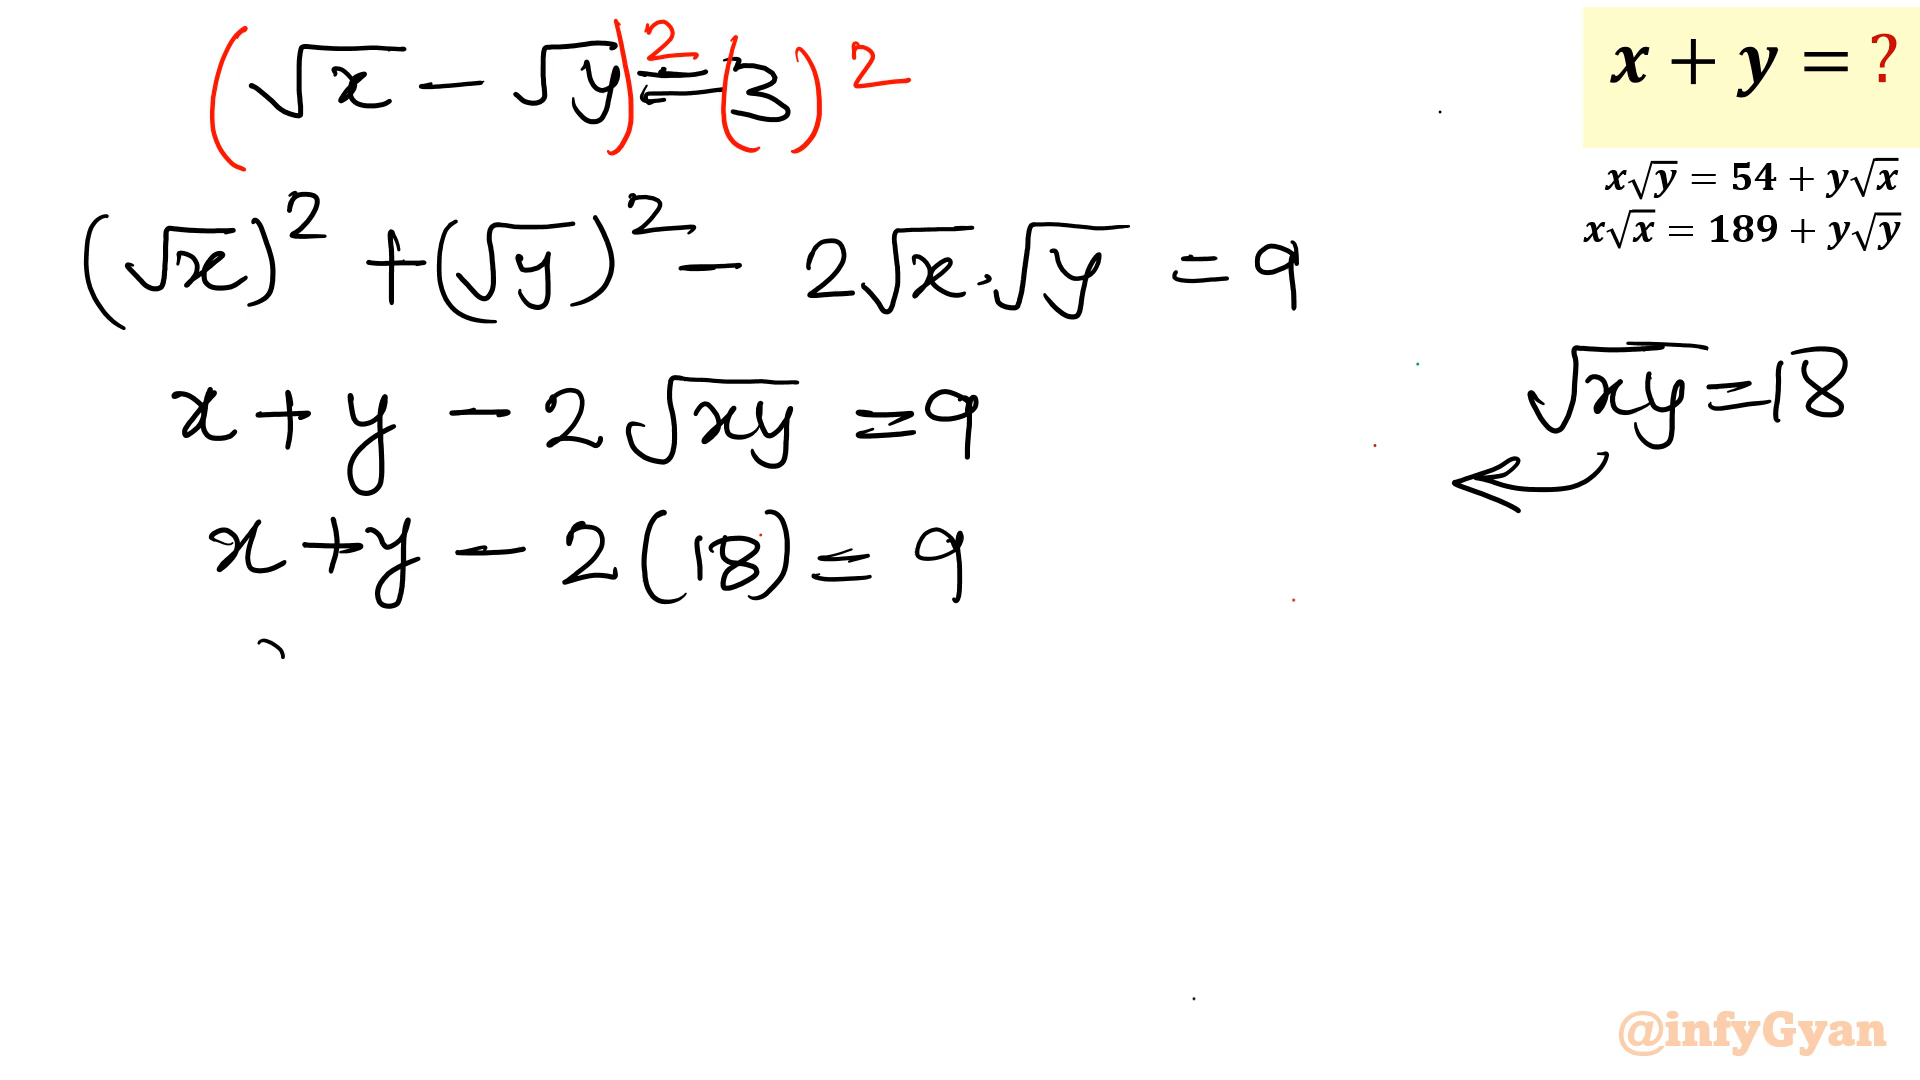 (√x − √y)² = (3)²
(√x)² + (√y)² − 2√x · √y = 9
x + y − 2√xy = 9
x + y − 2(18) = 9
x + y = ?
x√y = 54 + y√x
x√x = 189 + y√y
√xy = 18
@infyGyan